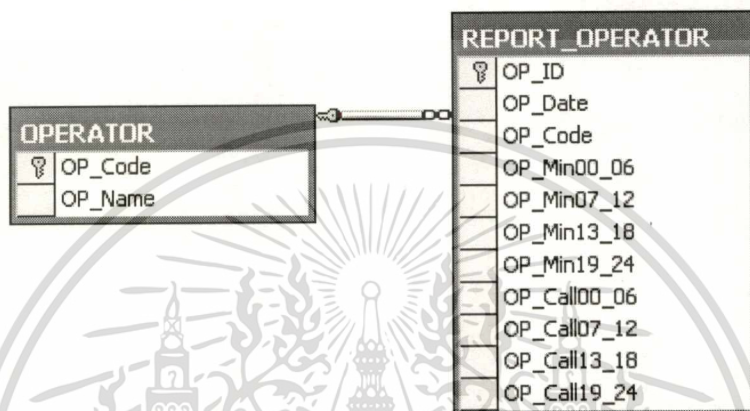 OPERATOR
OP_Code
OP_Name
REPORT_OPERATOR
OP_ID
OP_Date
OP_Code
OP_Min00_06
OP_Min07_12
OP_Min13_18
OP_Min19_24
OP_Call00_06
OP_Call07_12
OP_Call13_18
OP_Call19_24